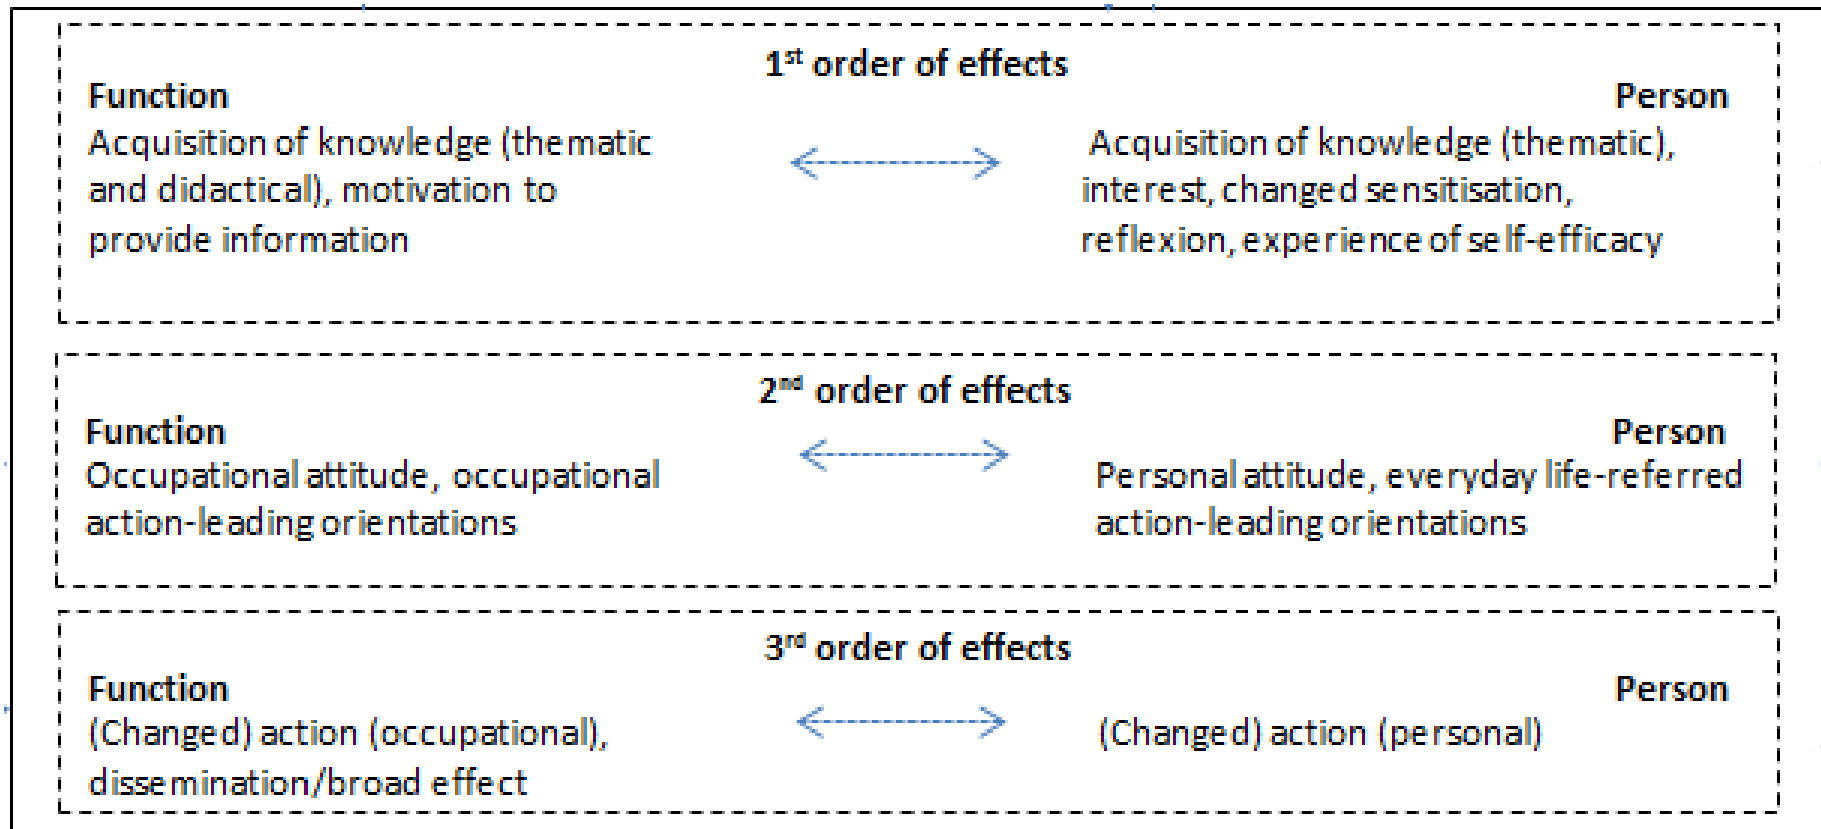 1st order of effects
Function
Person
Acquisition of knowledge (thematic
and didactical), motivation to
provide information
Acquisition of knowledge (thematic),
interest, changed sensitisation,
reflexion, experience of self-efficacy
2nd order of effects
Function
Person
Occupational attitude, occupational
action-leading orientations
Personal attitude, everyday life-referred
action-leading orientations
3rd order of effects
Function
Person
(Changed) action (occupational),
dissemination/broad effect
(Changed) action (personal)